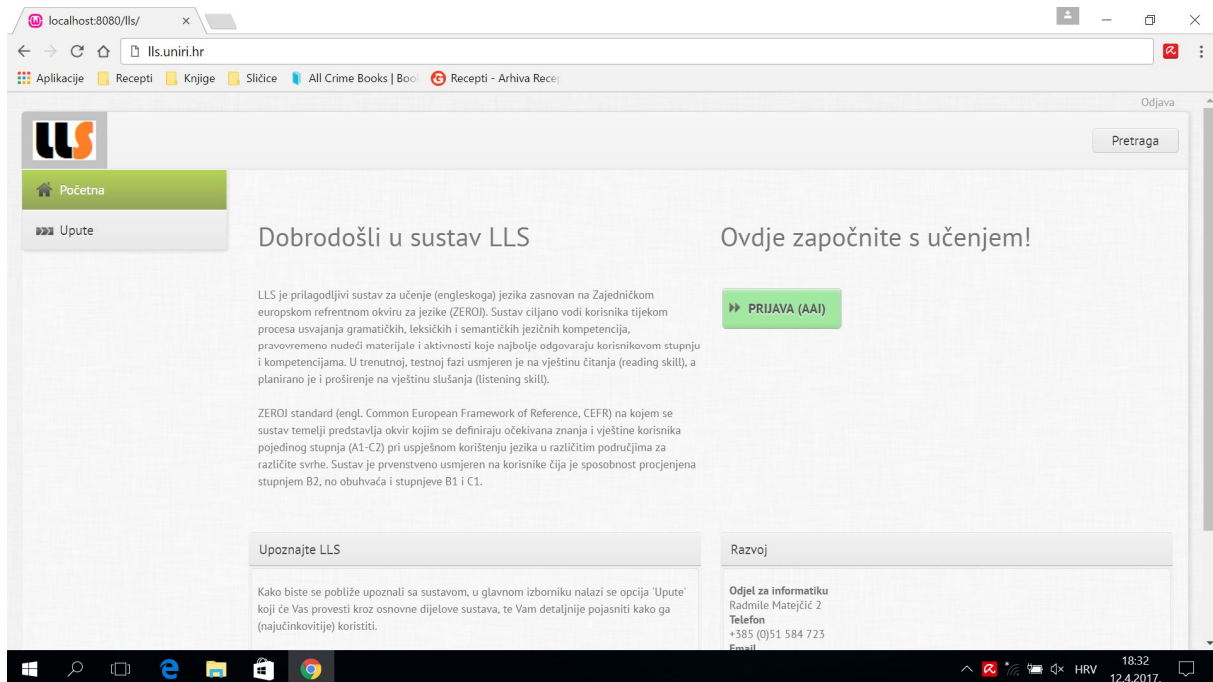 localhost:8080/lls/
lls.uniri.hr
Aplikacije Recepti Knjige Sličice All Crime Books | Boo Recepti - Arhiva Rece
Odjava
LLS
Pretraga
Početna
Upute
Dobrodošli u sustav LLS
LLS je prilagodljivi sustav za učenje (engleskoga) jezika zasnovan na Zajedničkom
europskom refrentnom okviru za jezike (ZEROJ). Sustav ciljano vodi korisnika tijekom
procesa usvajanja gramatičkih, leksičkih i semantičkih jezičnih kompetencija,
pravovremeno nudeći materijale i aktivnosti koje najbolje odgovaraju korisnikovom stupnju
i kompetencijama. U trenutnoj, testnoj fazi usmjeren je na vještinu čitanja (reading skill), a
planirano je i proširenje na vještinu slušanja (listening skill).
ZEROJ standard (engl. Common European Framework of Reference, CEFR) na kojem se
sustav temelji predstavlja okvir kojim se definiraju očekivana znanja i vještine korisnika
pojedinog stupnja (A1-C2) pri uspješnom korištenju jezika u različitim područjima za
različite svrhe. Sustav je prvenstveno usmjeren na korisnike čija je sposobnost procjenjena
stupnjem B2, no obuhvaća i stupnjeve B1 i C1.
Ovdje započnite s učenjem!
PRIJAVA (AAI)
Upoznajte LLS
Kako biste se pobliže upoznali sa sustavom, u glavnom izborniku nalazi se opcija 'Upute'
koji će Vas provesti kroz osnovne dijelove sustava, te Vam detaljnije pojasniti kako ga
(najučinkovitije) koristiti.
Razvoj
Odjel za informatiku
Radmile Matejčić 2
Telefon
+385 (0)51 584 723
Email
HRV
18:32
12.4.2017.